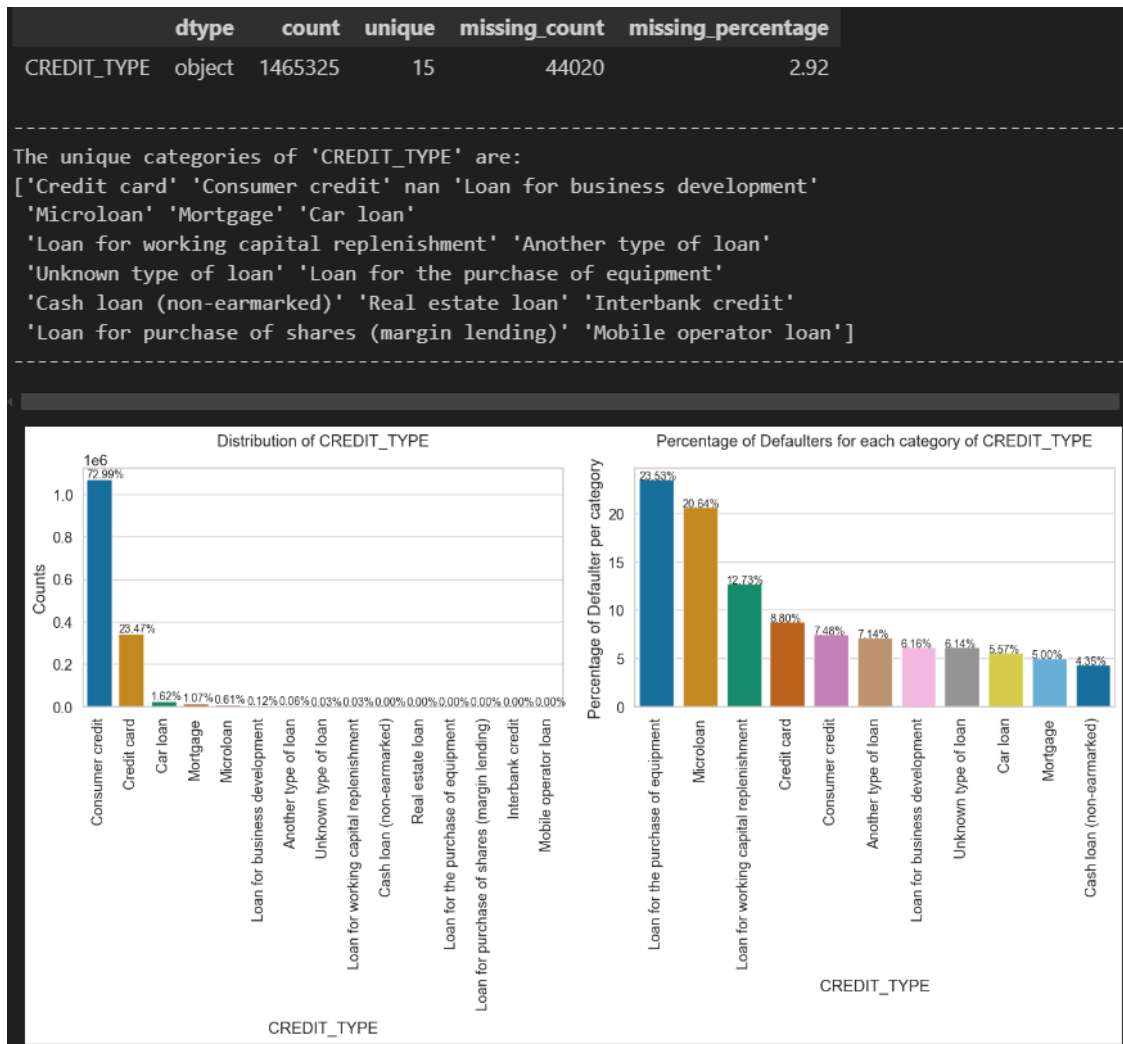 dtype count unique missing_count missing_percentage
CREDIT_TYPE object 1465325 15 44020 2.92
--------------------------------------------------------------------------------------------
The unique categories of 'CREDIT_TYPE' are:
['Credit card' 'Consumer credit' nan 'Loan for business development'
'Microloan' 'Mortgage' 'Car loan'
'Loan for working capital replenishment' 'Another type of loan'
'Unknown type of loan' 'Loan for the purchase of equipment'
'Cash loan (non-earmarked)' 'Real estate loan' 'Interbank credit'
'Loan for purchase of shares (margin lending)' 'Mobile operator loan']
--------------------------------------------------------------------------------------------
Distribution of CREDIT_TYPE
1e6
72.99%
1.0
0.8
0.6
0.4
0.2
0.0
Counts
23.47%
1.62%
1.07%
0.61%
0.12%
0.06%
0.03%
0.03%
0.00%
0.00%
0.00%
0.00%
0.00%
0.00%
Consumer credit
Credit card
Car loan
Mortgage
Microloan
Loan for business development
Another type of loan
Unknown type of loan
Loan for working capital replenishment
Cash loan (non-earmarked)
Real estate loan
Loan for the purchase of equipment
Loan for purchase of shares (margin lending)
Interbank credit
Mobile operator loan
CREDIT_TYPE
Percentage of Defaulters for each category of CREDIT_TYPE
Percentage of Defaulter per category
20
15
10
5
0
23.53%
20.64%
12.73%
8.80%
7.48%
7.14%
6.16%
6.14%
5.57%
5.00%
4.35%
Loan for the purchase of equipment
Microloan
Loan for working capital replenishment
Credit card
Consumer credit
Another type of loan
Loan for business development
Unknown type of loan
Car loan
Mortgage
Cash loan (non-earmarked)
CREDIT_TYPE